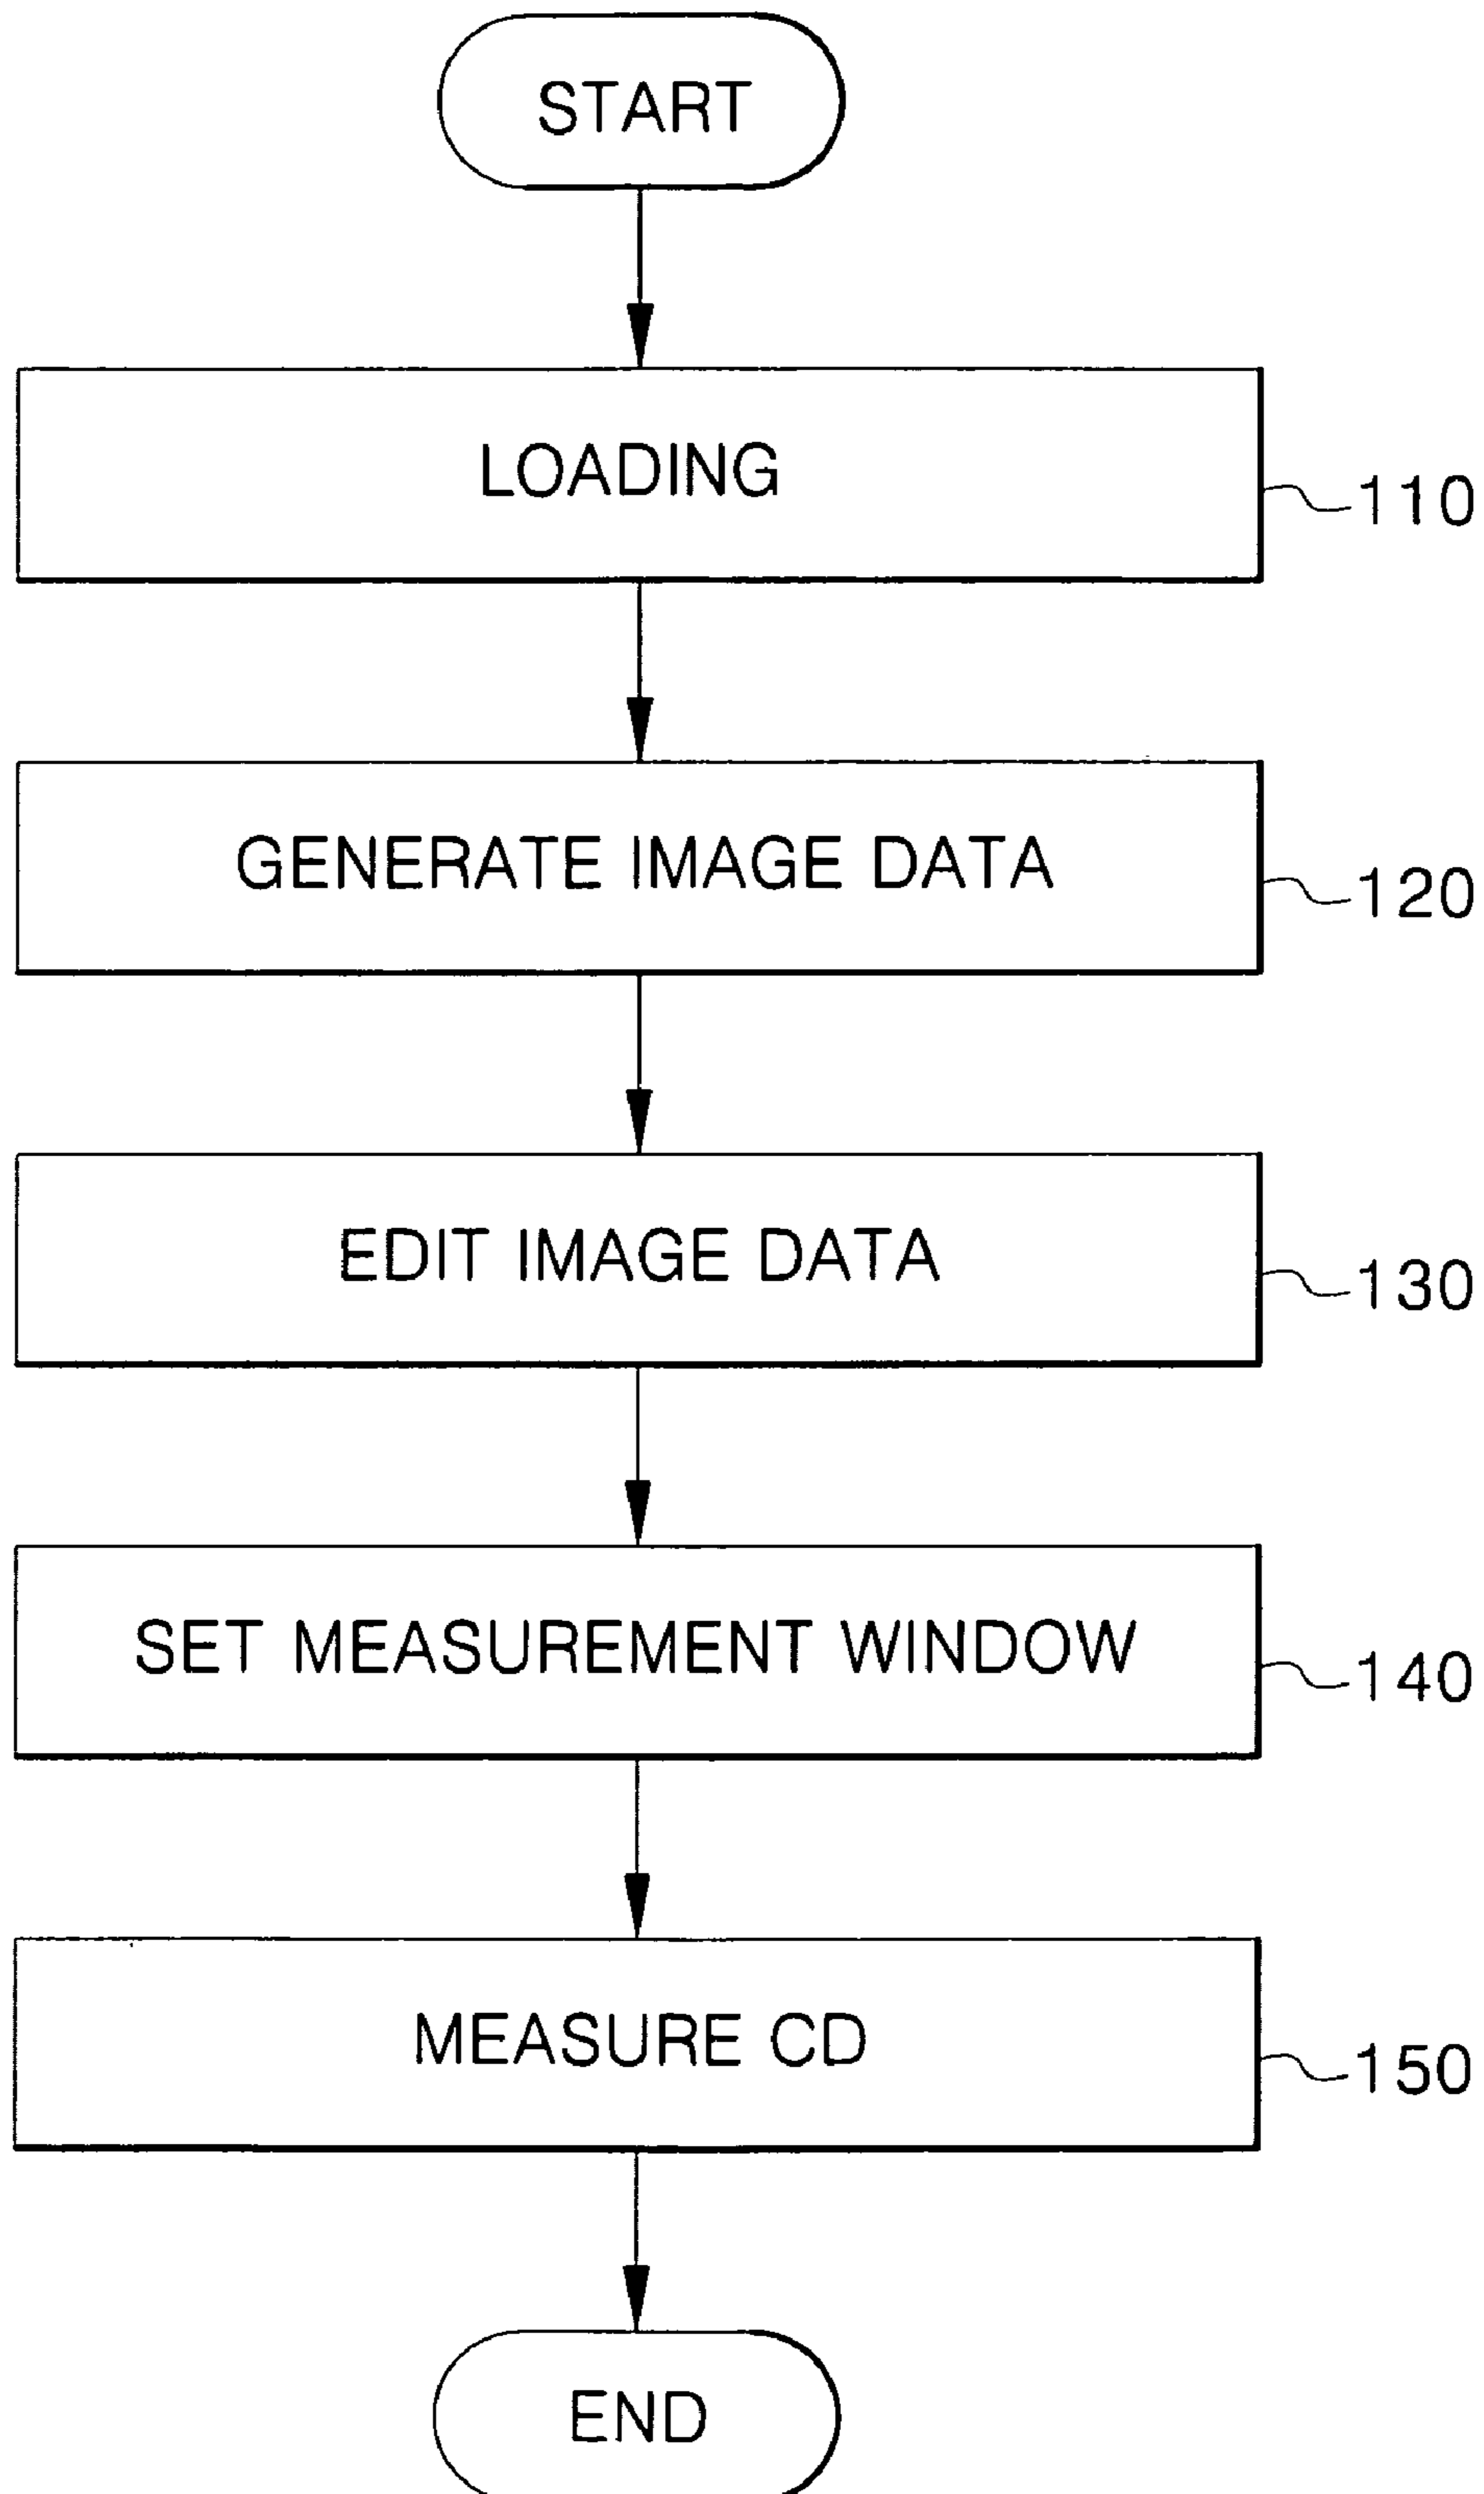 START
LOADING
110
GENERATE IMAGE DATA
120
EDIT IMAGE DATA
130
SET MEASUREMENT WINDOW
140
MEASURE CD
150
END